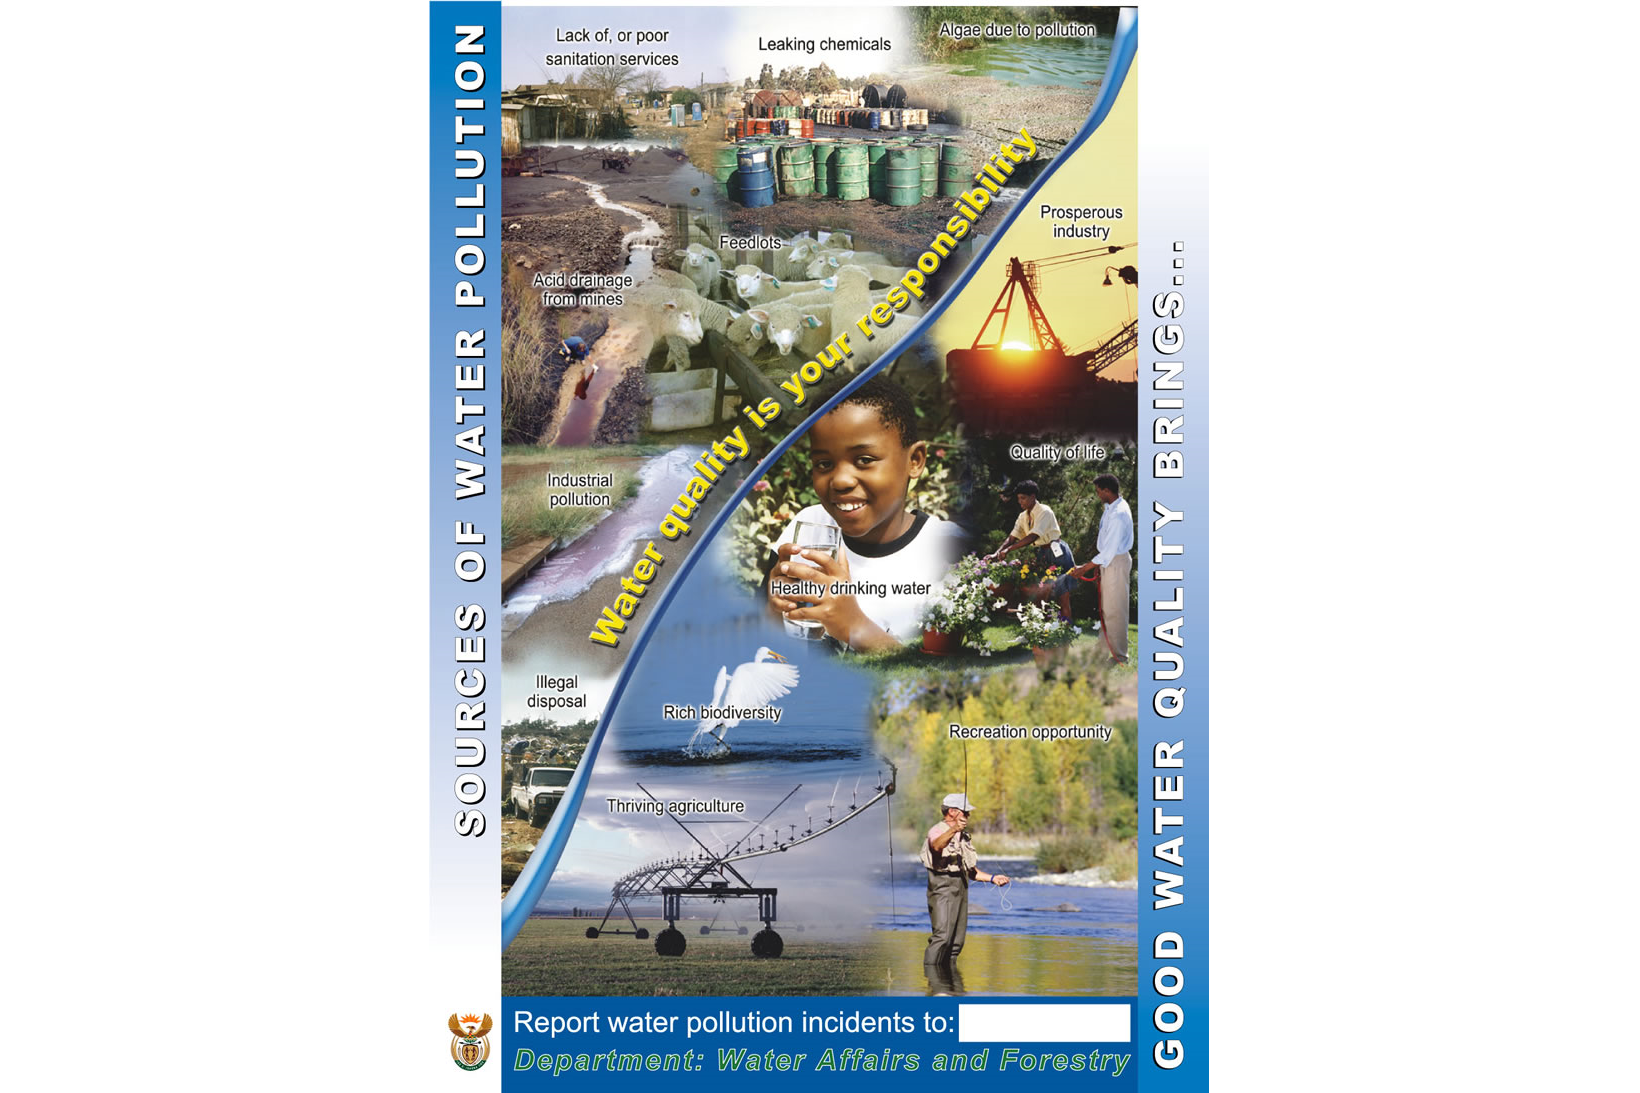 SOURCES OF WATER POLLUTION
Lack of, or poor
sanitation services
Leaking chemicals
Algae due to pollution
Feedlots
Acid drainage
from mines
Industrial
pollution
Illegal
disposal
Water quality is your responsibility
Prosperous
industry
Quality of life
Healthy drinking water
Rich biodiversity
Recreation opportunity
Thriving agriculture
GOOD WATER QUALITY BRINGS....
Report water pollution incidents to:
Department: Water Affairs and Forestry